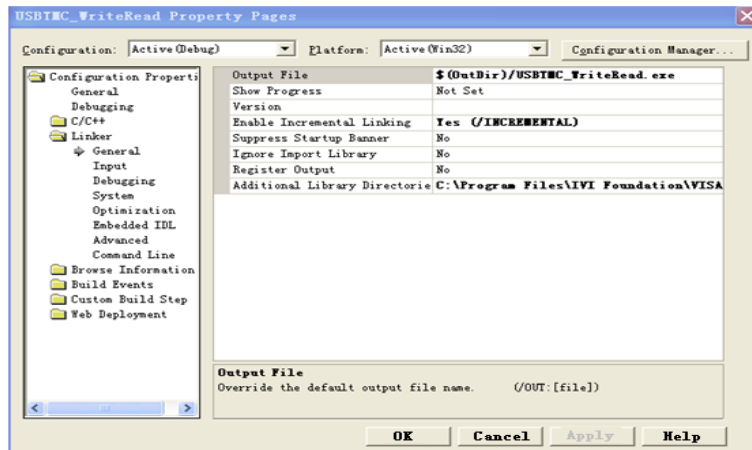 USBTMC_WriteRead Property Pages
Configuration: Active(Debug) Platform: Active(Win32) Configuration Manager...
Configuration Properti
General
Debugging
C/C++
Linker
General
Input
Debugging
System
Optimization
Embedded IDL
Advanced
Command Line
Browse Information
Build Events
Custom Build Step
Web Deployment
Output File $(OutDir)/USBTMC_WriteRead.exe
Show Progress Not Set
Version
Enable Incremental Linking Yes (/INCREMENTAL)
Suppress Startup Banner No
Ignore Import Library No
Register Output No
Additional Library Directorie C:\Program Files\IVI Foundation\VISA
Output File
Override the default output file name. (/OUT:[file])
OK Cancel Apply Help